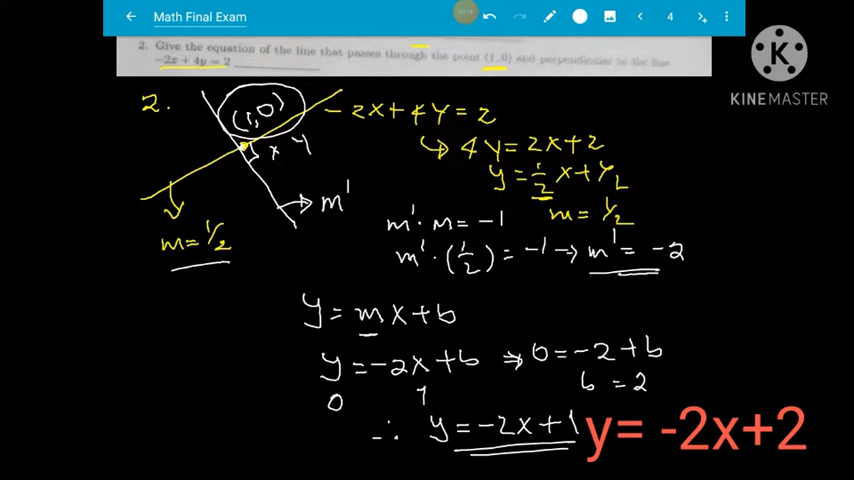 Math Final Exam
02:14
4
K
KINEMASTER
2. Give the equation of the line that passes through the point (1, 0) and perpendicular to the line
−2x + 4y = 2
2.
(1,0)
x y
m'
m=1/2
- 2x + 4y = 2
↳ 4y = 2x + 2
y = 1/2 x + 1/2
m = 1/2
m' · m = -1
m' · (1/2) = -1 → m' = -2
y = mx + b
y = -2x + b ⇒ 0 = -2 + b
0 1 b = 2
∴ y = -2x + 1
y= -2x+2